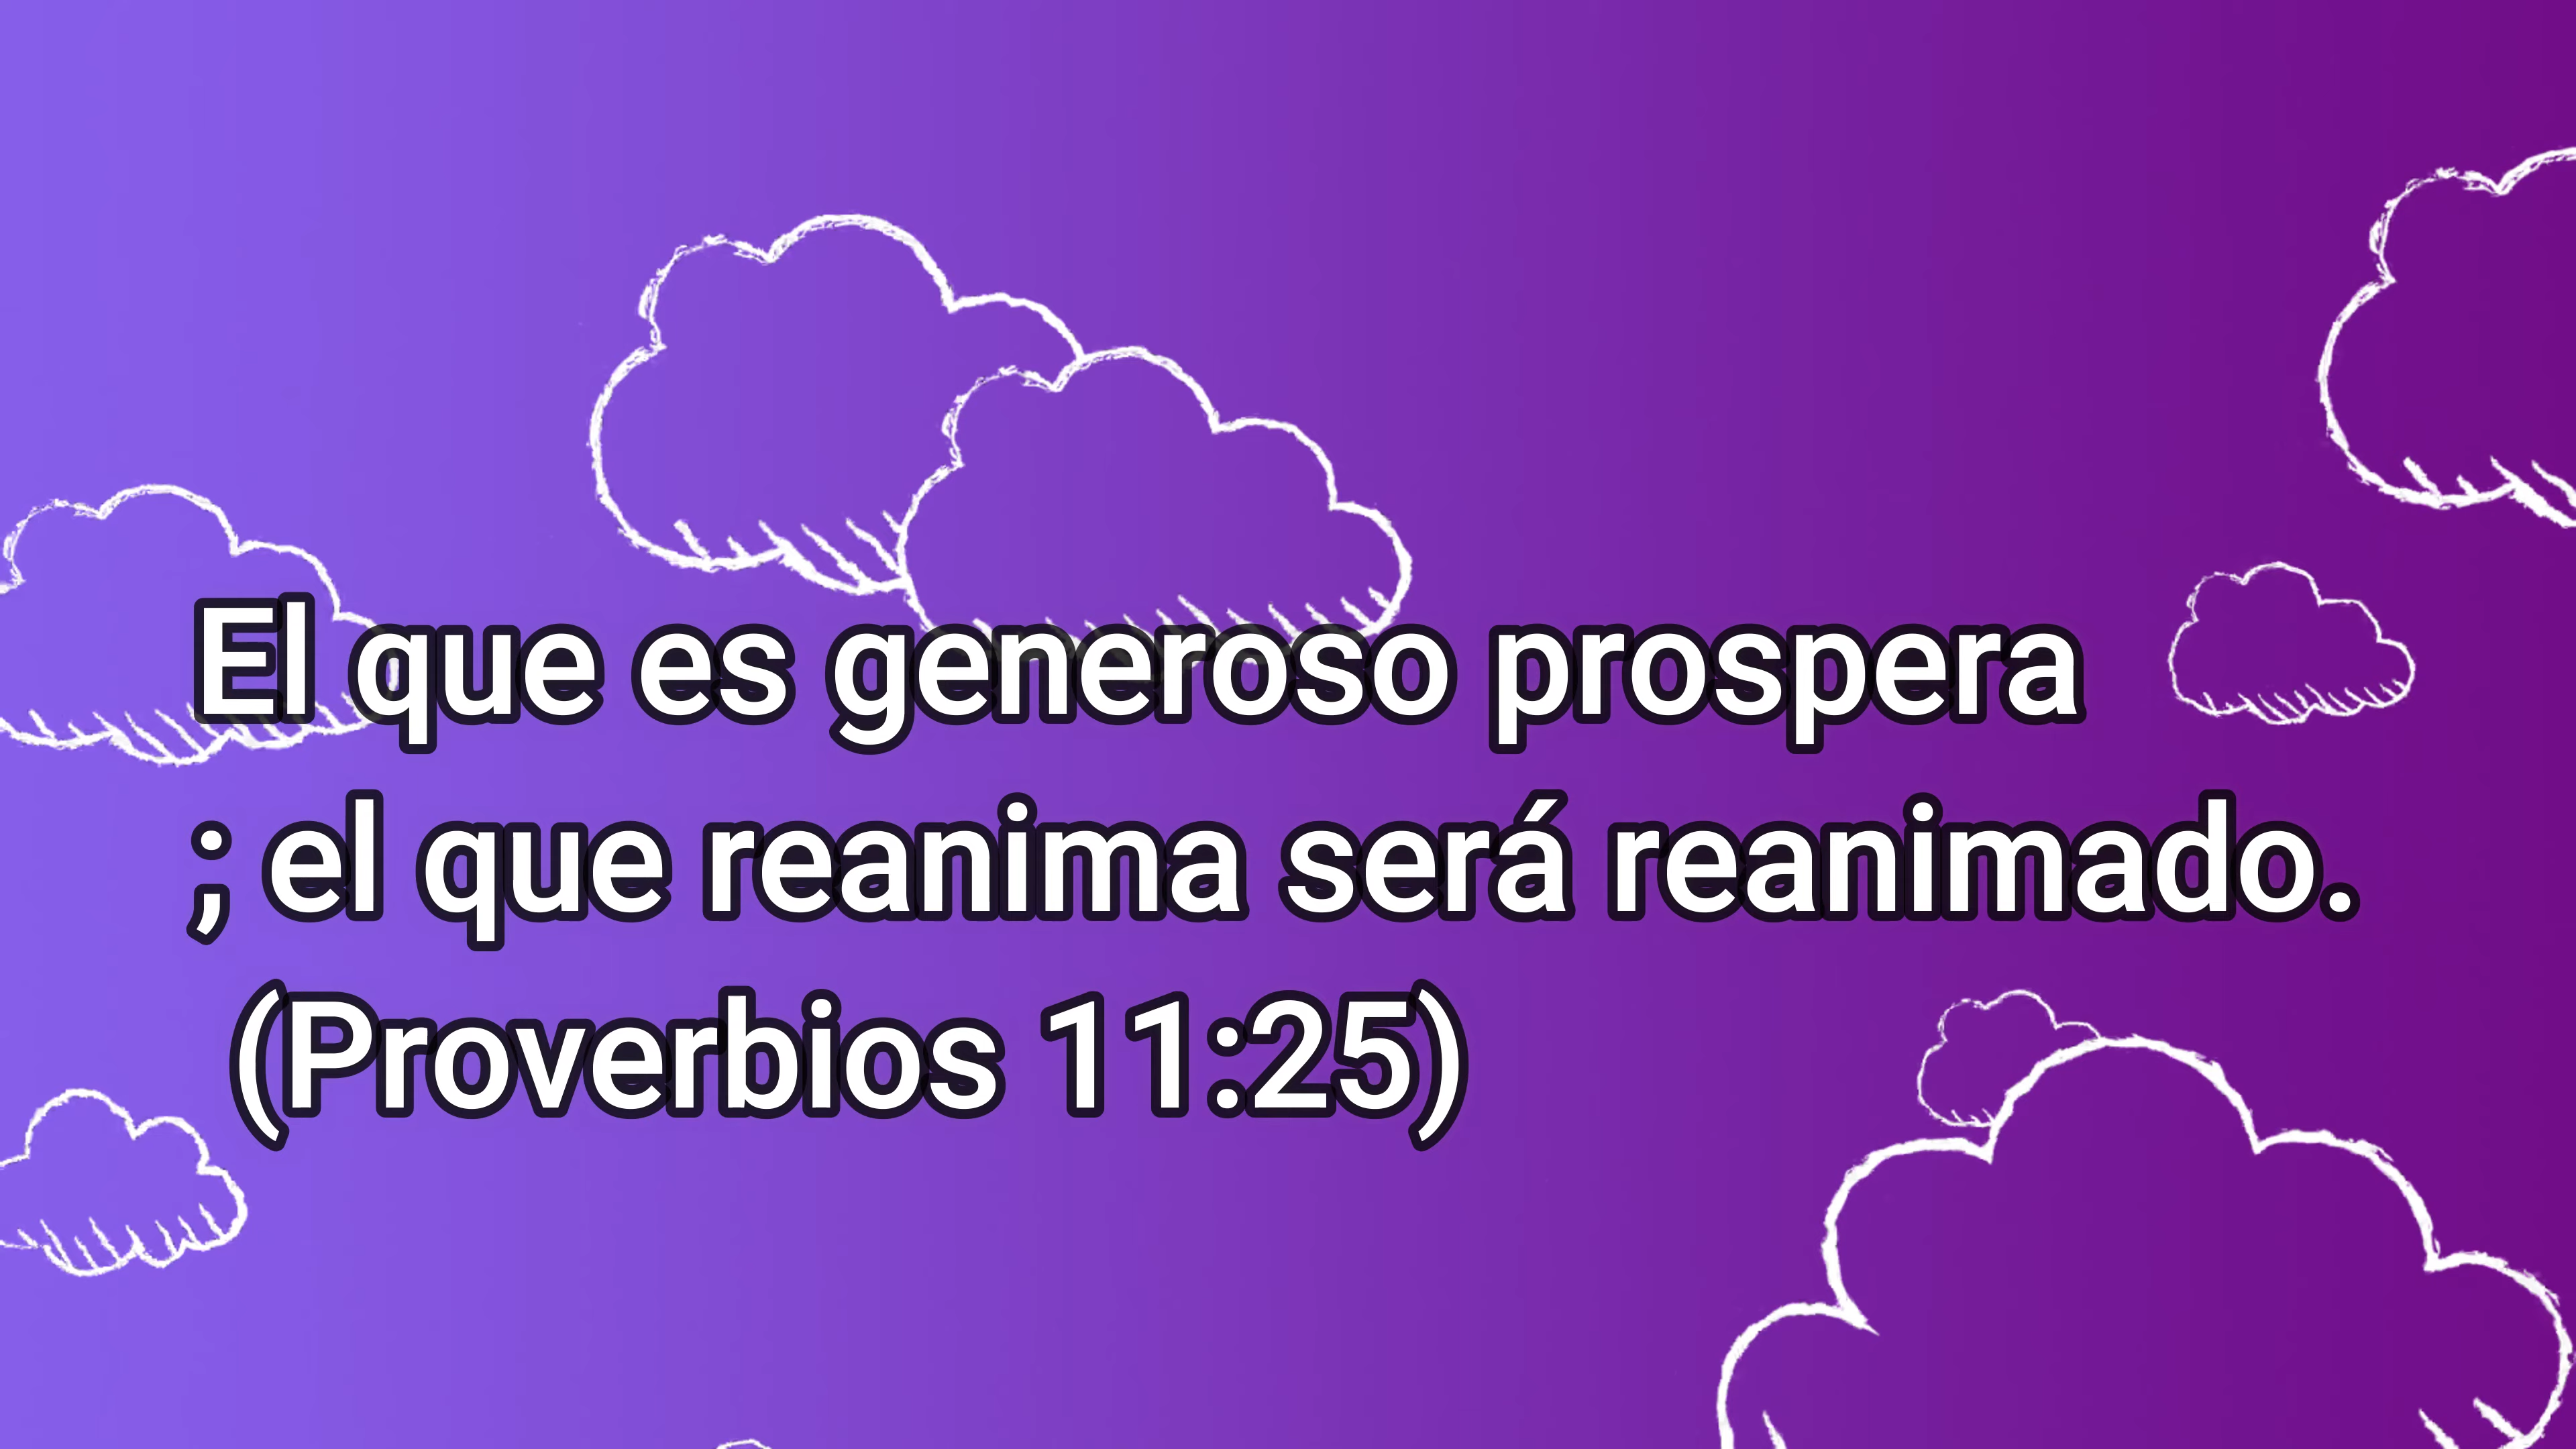 El que es generoso prospera
; el que reanima será reanimado.
(Proverbios 11:25)